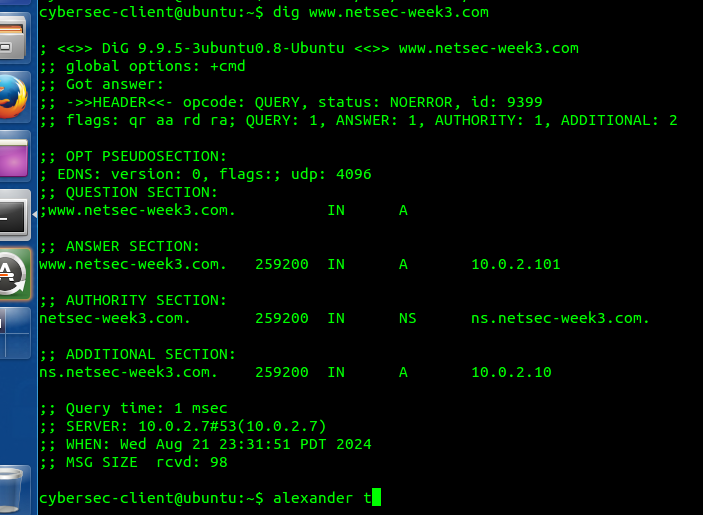 cybersec-client@ubuntu:~$ dig www.netsec-week3.com
; <<>> DiG 9.9.5-3ubuntu0.8-Ubuntu <<>> www.netsec-week3.com
;; global options: +cmd
;; Got answer:
;; ->>HEADER<<- opcode: QUERY, status: NOERROR, id: 9399
;; flags: qr aa rd ra; QUERY: 1, ANSWER: 1, AUTHORITY: 1, ADDITIONAL: 2
;; OPT PSEUDOSECTION:
; EDNS: version: 0, flags:; udp: 4096
;; QUESTION SECTION:
;www.netsec-week3.com. IN A
;; ANSWER SECTION:
www.netsec-week3.com. 259200 IN A 10.0.2.101
;; AUTHORITY SECTION:
netsec-week3.com. 259200 IN NS ns.netsec-week3.com.
;; ADDITIONAL SECTION:
ns.netsec-week3.com. 259200 IN A 10.0.2.10
;; Query time: 1 msec
;; SERVER: 10.0.2.7#53(10.0.2.7)
;; WHEN: Wed Aug 21 23:31:51 PDT 2024
;; MSG SIZE rcvd: 98
cybersec-client@ubuntu:~$ alexander t